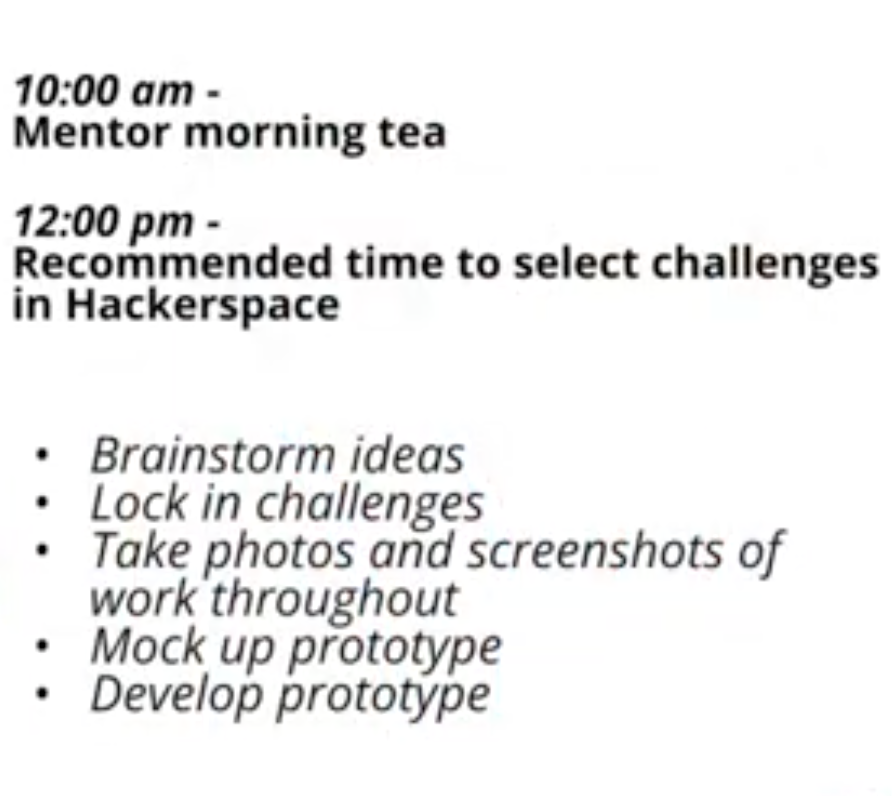 10:00 am -
Mentor morning tea
12:00 pm -
Recommended time to select challenges
in Hackerspace
• Brainstorm ideas
• Lock in challenges
• Take photos and screenshots of
work throughout
• Mock up prototype
• Develop prototype